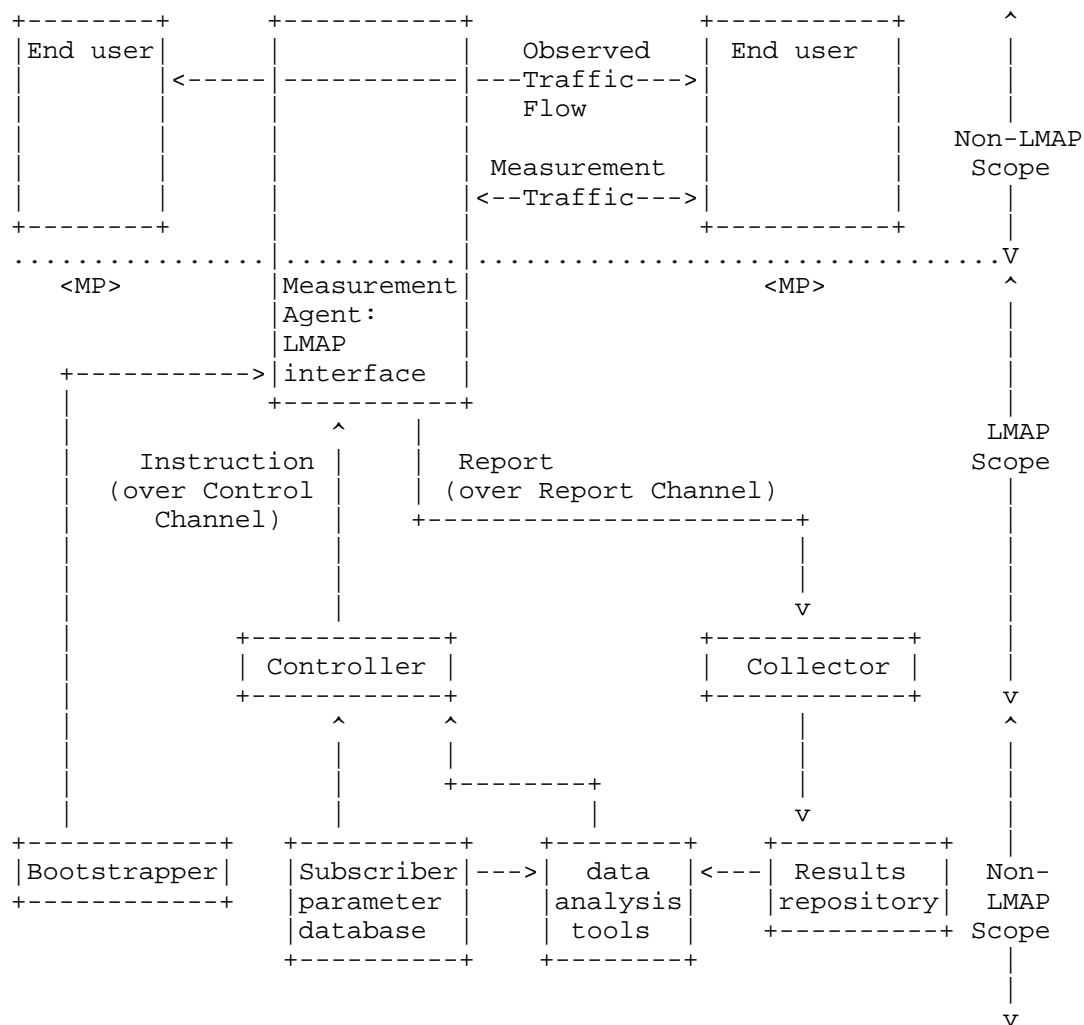 End user Observed End user
Traffic
Flow
Non-LMAP
Measurement Scope
Traffic
<MP> Measurement <MP>
Agent:
LMAP
interface
LMAP
Instruction Report Scope
(over Control (over Report Channel)
Channel)
Controller Collector
Bootstrapper Subscriber data Results Non-
parameter analysis repository LMAP
database tools Scope